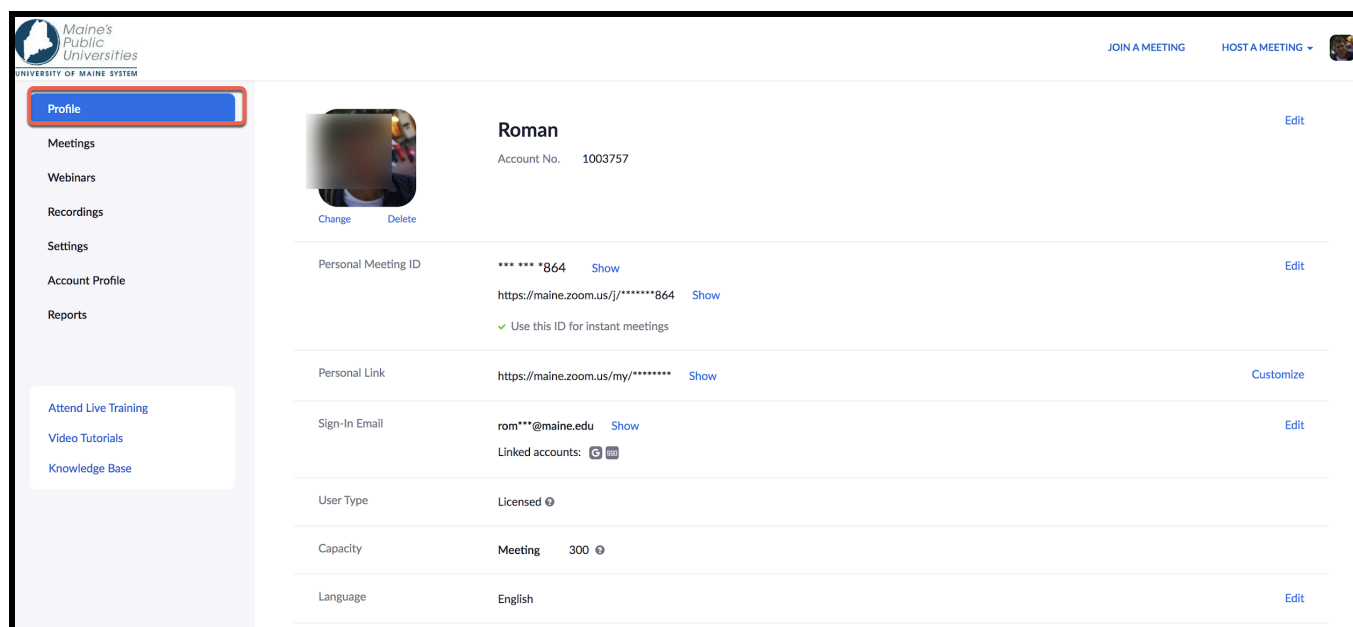 Maine's
Public
Universities
UNIVERSITY OF MAINE SYSTEM
JOIN A MEETING
HOST A MEETING
Profile
Meetings
Webinars
Recordings
Settings
Account Profile
Reports
Attend Live Training
Video Tutorials
Knowledge Base
Roman
Edit
Account No. 1003757
Change Delete
Personal Meeting ID *** *** *864 Show Edit
https://maine.zoom.us/j/*******864 Show
Use this ID for instant meetings
Personal Link https://maine.zoom.us/my/******** Show Customize
Sign-In Email rom***@maine.edu Show Edit
Linked accounts: G SSO
User Type Licensed ?
Capacity Meeting 300 ?
Language English Edit